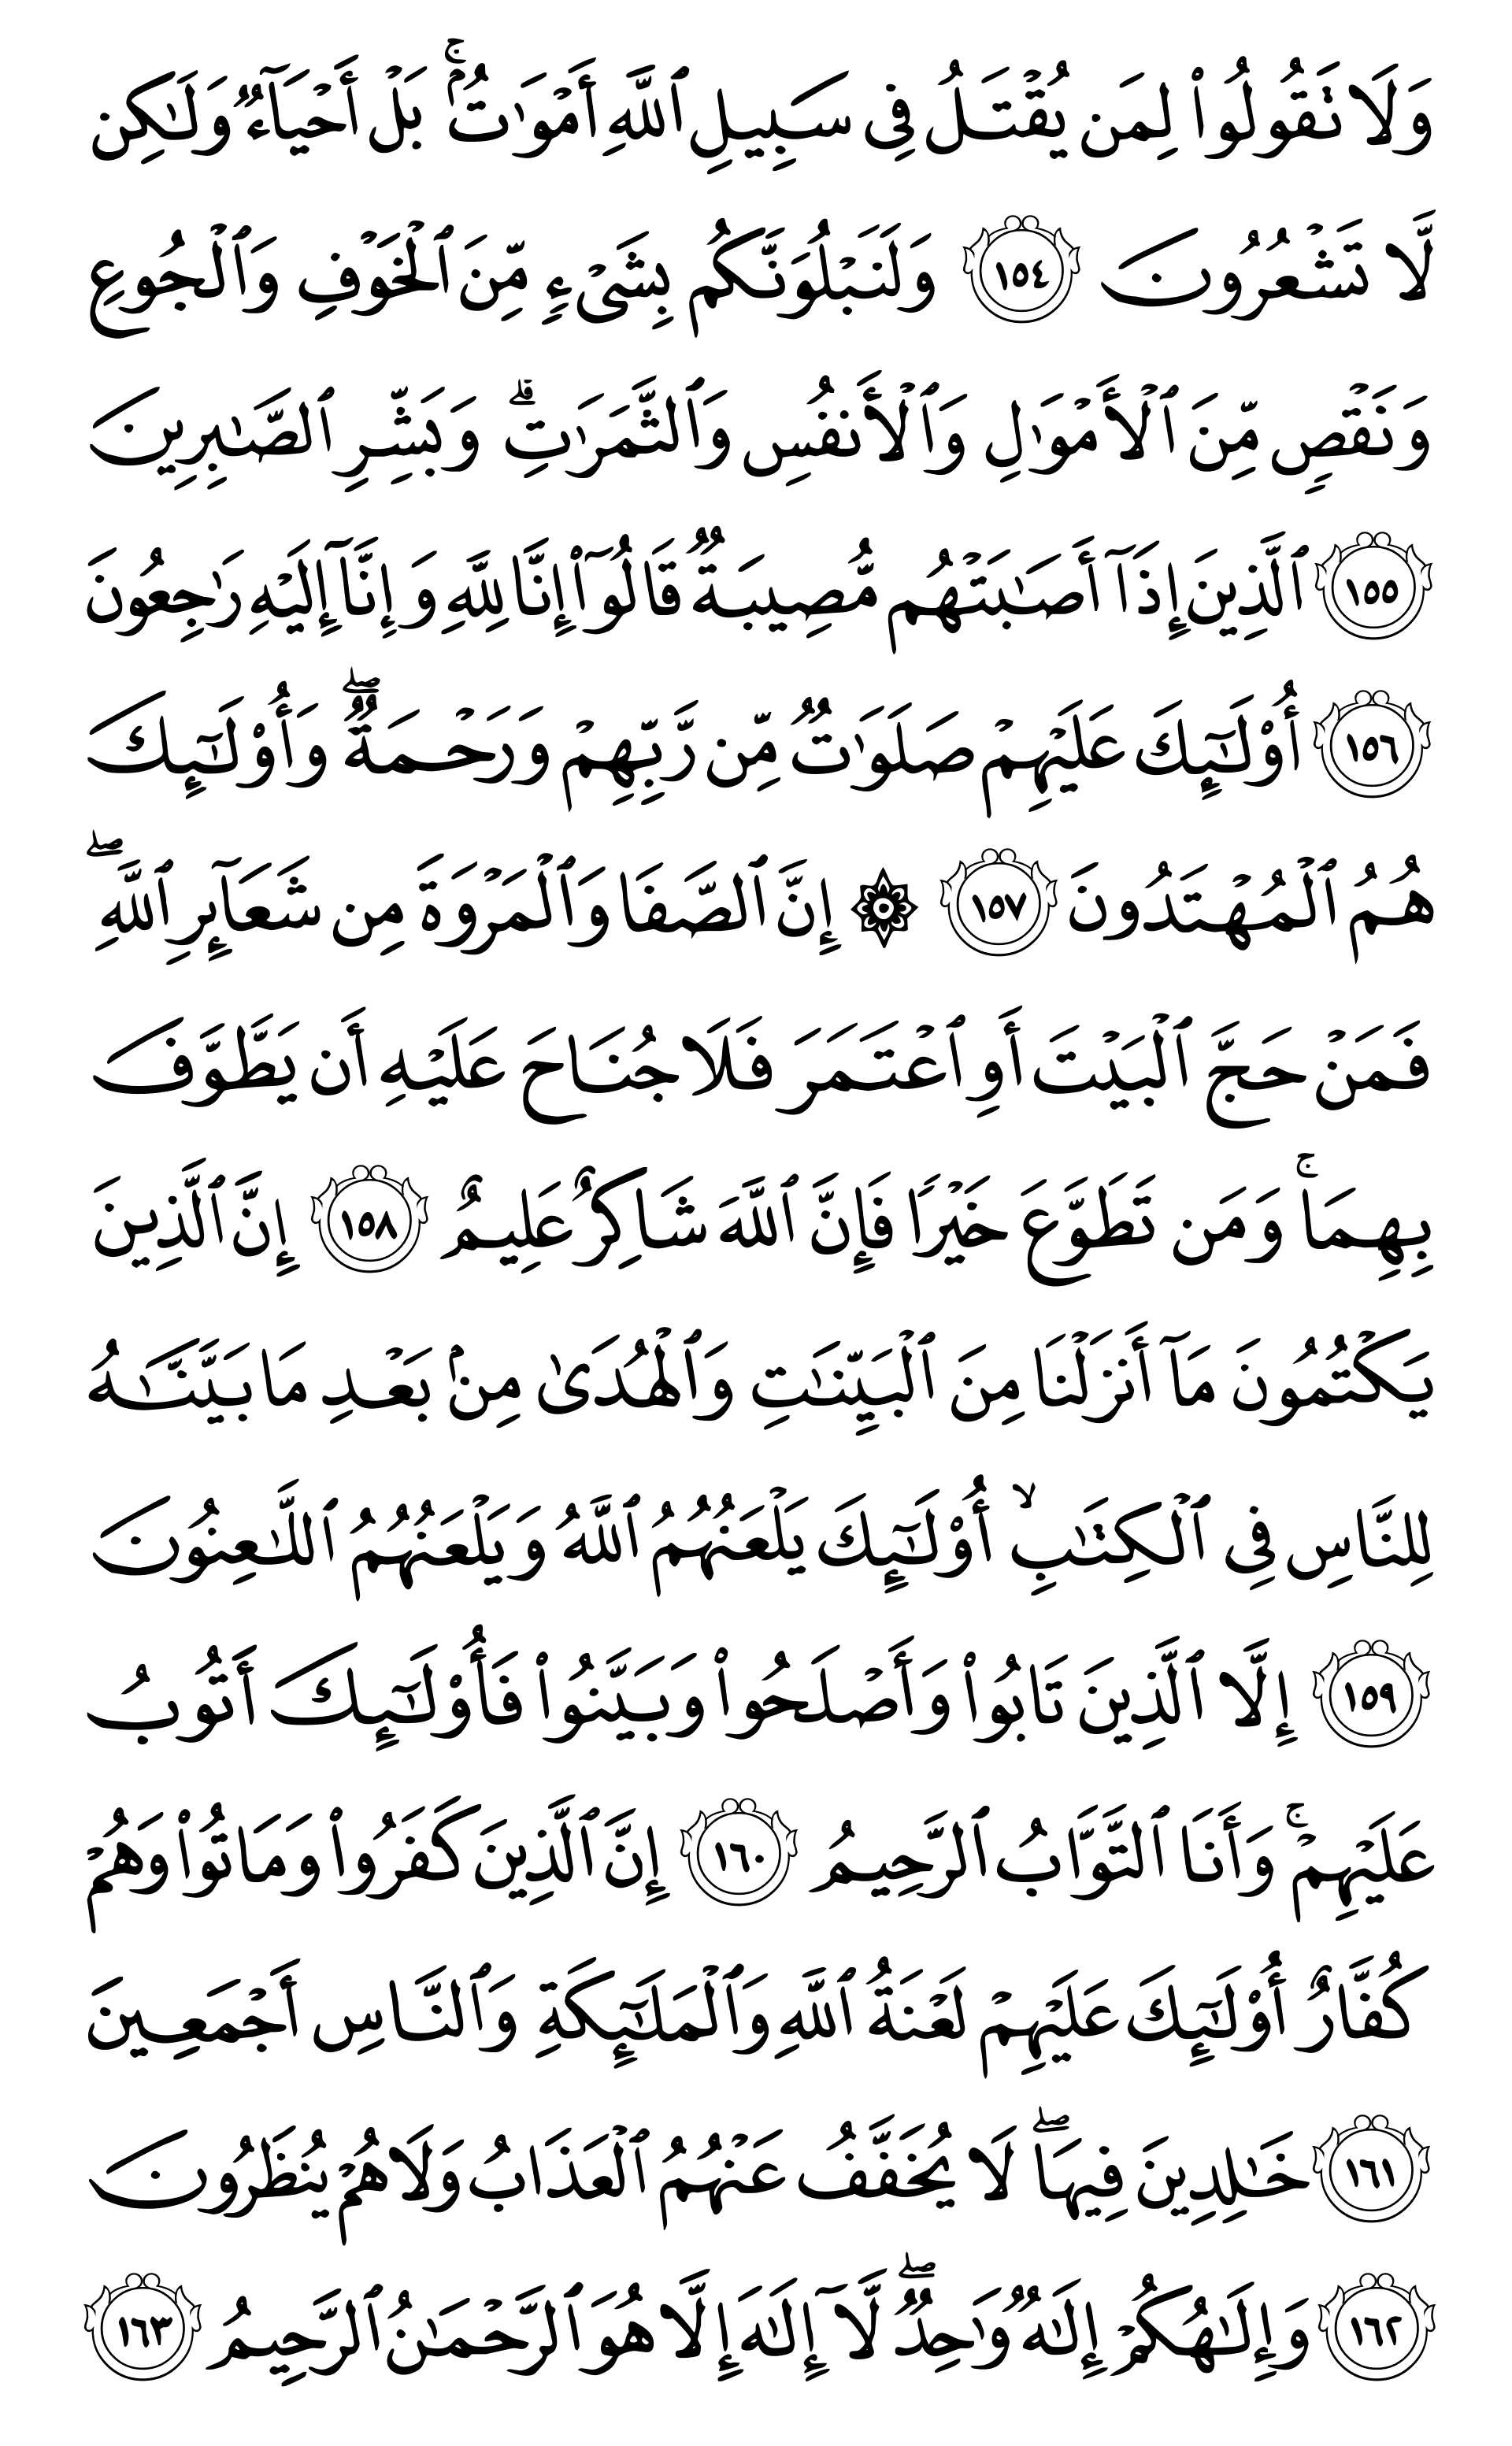 وَلَا تَقُولُوا۟ لِمَن يُقْتَلُ فِى سَبِيلِ ٱللَّهِ أَمْوَٰتٌۢ ۚ بَلْ أَحْيَآءٌ وَلَـٰكِن
لَّا تَشْعُرُونَ ١٥٤ وَلَنَبْلُوَنَّكُم بِشَىْءٍ مِّنَ ٱلْخَوْفِ وَٱلْجُوعِ
وَنَقْصٍ مِّنَ ٱلْأَمْوَٰلِ وَٱلْأَنفُسِ وَٱلثَّمَرَٰتِ ۗ وَبَشِّرِ ٱلصَّـٰبِرِينَ
١٥٥ ٱلَّذِينَ إِذَآ أَصَـٰبَتْهُم مُّصِيبَةٌ قَالُوٓا۟ إِنَّا لِلَّهِ وَإِنَّآ إِلَيْهِ رَٰجِعُونَ
١٥٦ أُو۟لَـٰٓئِكَ عَلَيْهِمْ صَلَوَٰتٌ مِّن رَّبِّهِمْ وَرَحْمَةٌ ۖ وَأُو۟لَـٰٓئِكَ
هُمُ ٱلْمُهْتَدُونَ ١٥٧ ۞ إِنَّ ٱلصَّفَا وَٱلْمَرْوَةَ مِن شَعَآئِرِ ٱللَّهِ ۖ
فَمَنْ حَجَّ ٱلْبَيْتَ أَوِ ٱعْتَمَرَ فَلَا جُنَاحَ عَلَيْهِ أَن يَطَّوَّفَ
بِهِمَا ۚ وَمَن تَطَوَّعَ خَيْرًا فَإِنَّ ٱللَّهَ شَاكِرٌ عَلِيمٌ ١٥٨ إِنَّ ٱلَّذِينَ
يَكْتُمُونَ مَآ أَنزَلْنَا مِنَ ٱلْبَيِّنَـٰتِ وَٱلْهُدَىٰ مِنۢ بَعْدِ مَا بَيَّنَّـٰهُ
لِلنَّاسِ فِى ٱلْكِتَـٰبِ ۙ أُو۟لَـٰٓئِكَ يَلْعَنُهُمُ ٱللَّهُ وَيَلْعَنُهُمُ ٱللَّـٰعِنُونَ
١٥٩ إِلَّا ٱلَّذِينَ تَابُوا۟ وَأَصْلَحُوا۟ وَبَيَّنُوا۟ فَأُو۟لَـٰٓئِكَ أَتُوبُ
عَلَيْهِمْ ۚ وَأَنَا ٱلتَّوَّابُ ٱلرَّحِيمُ ١٦٠ إِنَّ ٱلَّذِينَ كَفَرُوا۟ وَمَاتُوا۟ وَهُمْ
كُفَّارٌ أُو۟لَـٰٓئِكَ عَلَيْهِمْ لَعْنَةُ ٱللَّهِ وَٱلْمَلَـٰٓئِكَةِ وَٱلنَّاسِ أَجْمَعِينَ
١٦١ خَـٰلِدِينَ فِيهَا ۖ لَا يُخَفَّفُ عَنْهُمُ ٱلْعَذَابُ وَلَا هُمْ يُنظَرُونَ
١٦٢ وَإِلَـٰهُكُمْ إِلَـٰهٌ وَٰحِدٌ ۖ لَّآ إِلَـٰهَ إِلَّا هُوَ ٱلرَّحْمَـٰنُ ٱلرَّحِيمُ ١٦٣